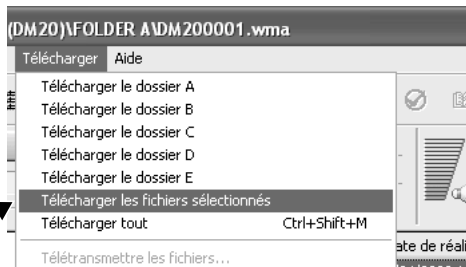 (DM20)\FOLDER A\DM200001.wma
Télécharger Aide
Télécharger le dossier A
Télécharger le dossier B
Télécharger le dossier C
Télécharger le dossier D
Télécharger le dossier E
Télécharger les fichiers sélectionnés
Télécharger tout Ctrl+Shift+M
ate de réali
Télétransmettre les fichiers...